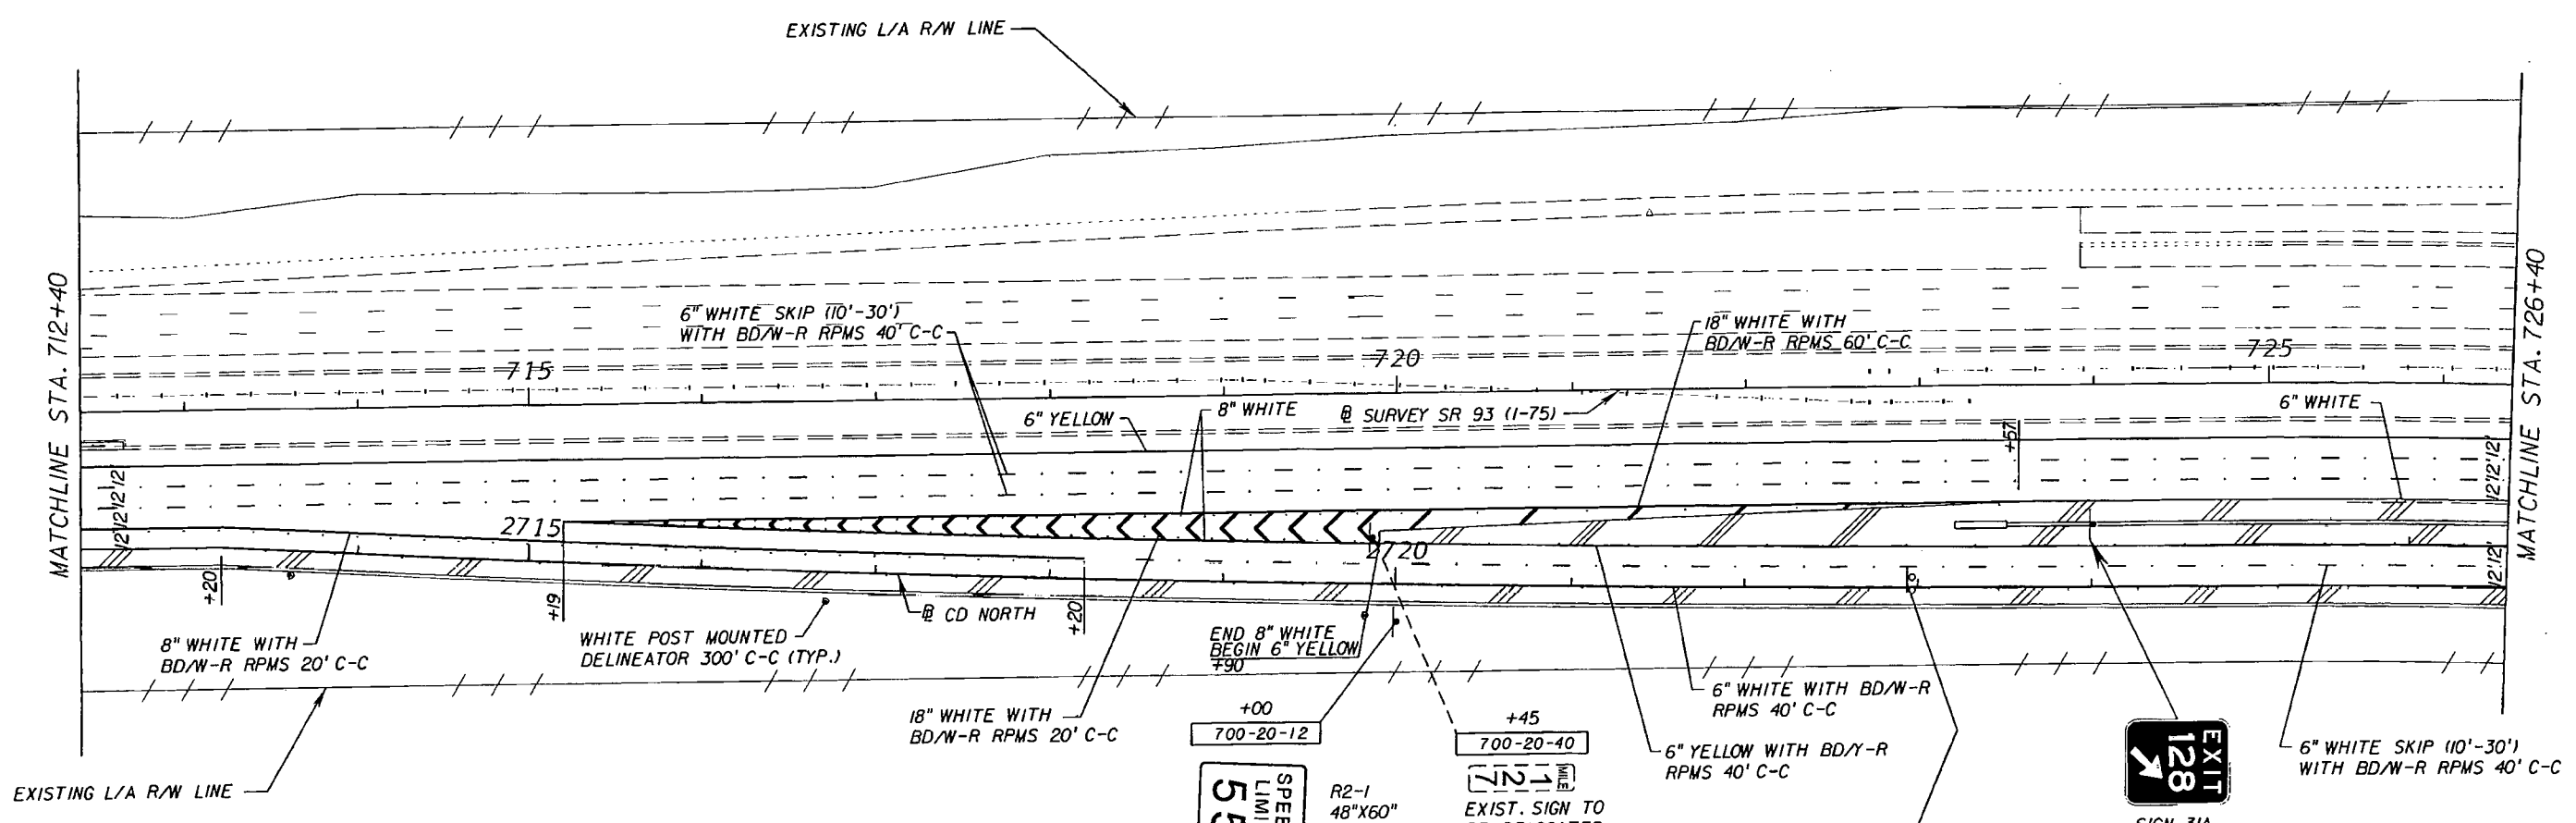 EXISTING L/A R/W LINE
MATCHLINE STA. 712+40
MATCHLINE STA. 726+40
6" WHITE SKIP (10'-30')
WITH BD/W-R RPMS 40' C-C
18" WHITE WITH
BD/W-R RPMS 60' C-C
715
720
725
6" YELLOW
8" WHITE
℄ SURVEY SR 93 (I-75)
6" WHITE
+57
12'12'12'
12'12'12'12'
2715
2720
12'12'
+20
+19
+20
℄ CD NORTH
8" WHITE WITH
BD/W-R RPMS 20' C-C
WHITE POST MOUNTED
DELINEATOR 300' C-C (TYP.)
END 8" WHITE
BEGIN 6" YELLOW
+90
18" WHITE WITH
BD/W-R RPMS 20' C-C
+00
700-20-12
+45
700-20-40
6" WHITE WITH BD/W-R
RPMS 40' C-C
6" YELLOW WITH BD/Y-R
RPMS 40' C-C
6" WHITE SKIP (10'-30')
WITH BD/W-R RPMS 40' C-C
EXISTING L/A R/W LINE
R2-1
48"X60"
MILE
127
EXIST. SIGN TO
EXIT
128
SIGN 31A